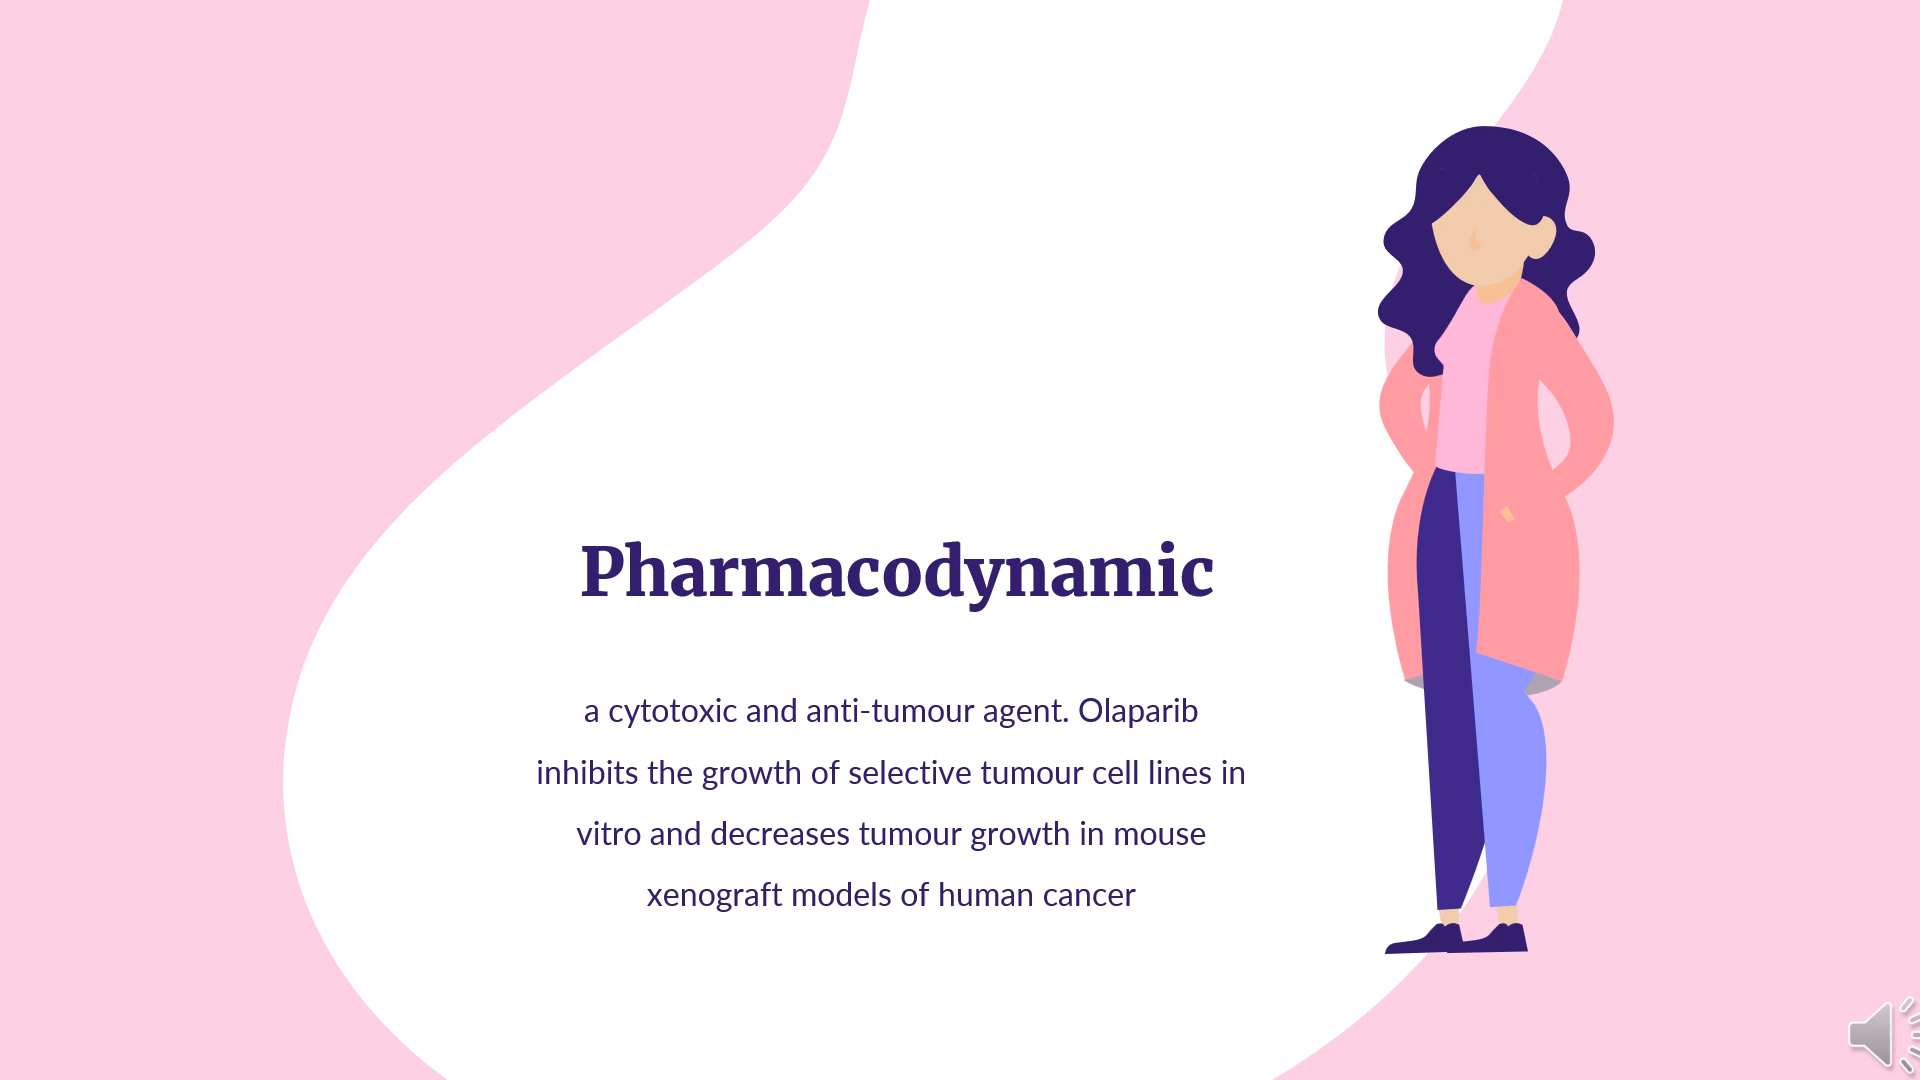 Pharmacodynamic
a cytotoxic and anti-tumour agent. Olaparib
inhibits the growth of selective tumour cell lines in
vitro and decreases tumour growth in mouse
xenograft models of human cancer